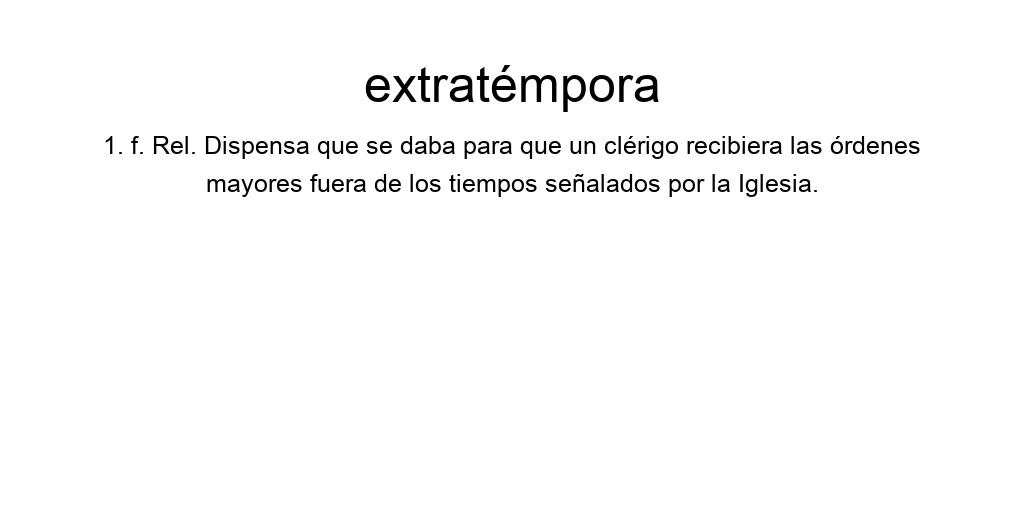 extratémpora
1. f. Rel. Dispensa que se daba para que un clérigo recibiera las órdenes
mayores fuera de los tiempos señalados por la Iglesia.